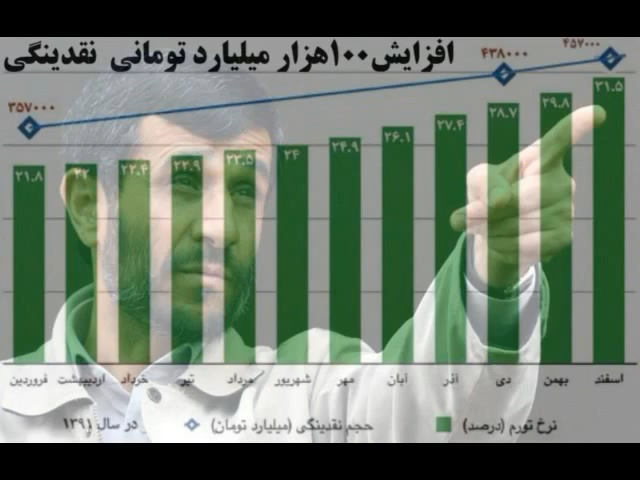 افزایش۱۰۰هزار میلیارد تومانی نقدینگی
۳۵۷۰۰۰ ۴۳۸۰۰۰ ۴۵۷۰۰۰
۲۱.۸ ۲۲ ۲۲.۴ ۲۲.۹ ۲۳.۵ ۲۴ ۲۴.۹ ۲۶.۱ ۲۷.۴ ۲۸.۷ ۲۹.۸ ۳۱.۵
فروردین اردیبهشت خرداد تیر مرداد شهریور مهر آبان آذر دی بهمن اسفند
نرخ تورم (درصد) حجم نقدینگی (میلیارد تومان) در سال ۱۳۹۱